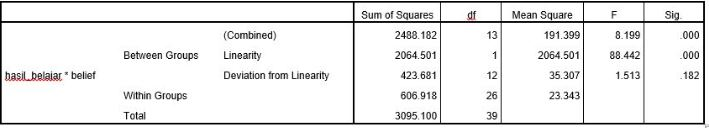 Sum of Squares df Mean Square F Sig.
(Combined) 2488.182 13 191.399 8.199 .000
Between Groups Linearity 2064.501 1 2064.501 88.442 .000
hasil_belajar * belief Deviation from Linearity 423.681 12 35.307 1.513 .182
Within Groups 606.918 26 23.343
Total 3095.100 39